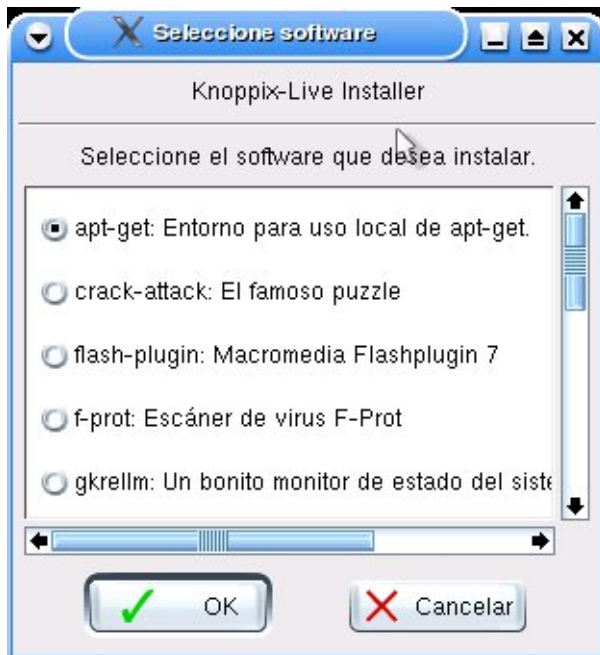 Seleccione software
Knoppix-Live Installer
Seleccione el software que desea instalar.
apt-get: Entorno para uso local de apt-get.
crack-attack: El famoso puzzle
flash-plugin: Macromedia Flashplugin 7
f-prot: Escáner de virus F-Prot
gkrellm: Un bonito monitor de estado del siste
OK
Cancelar